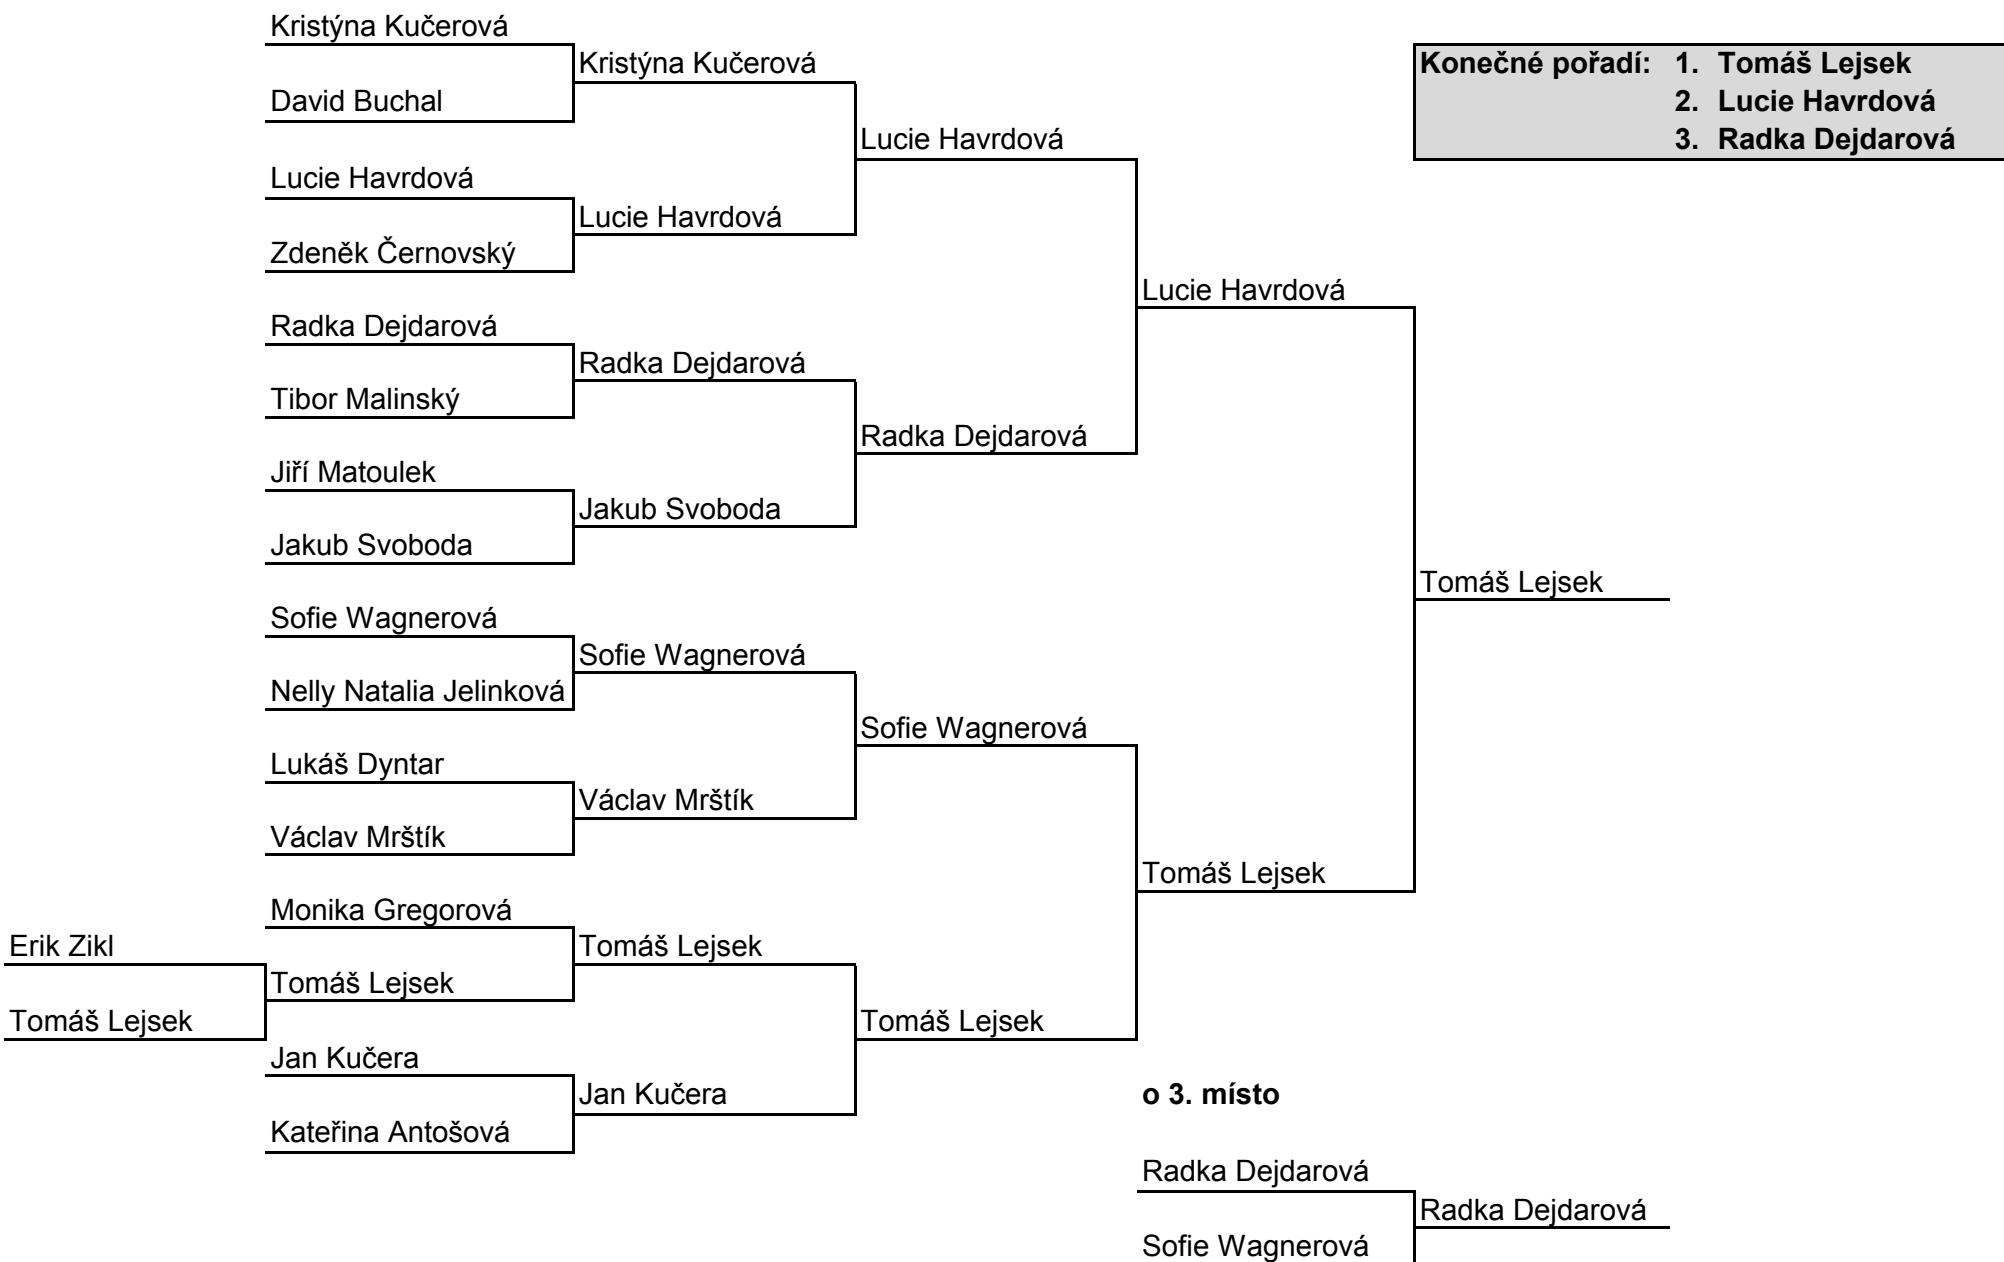 Kristýna Kučerová
Kristýna Kučerová
Konečné pořadí: 1. Tomáš Lejsek
David Buchal
2. Lucie Havrdová
Lucie Havrdová
3. Radka Dejdarová
Lucie Havrdová
Lucie Havrdová
Zdeněk Černovský
Lucie Havrdová
Radka Dejdarová
Radka Dejdarová
Tibor Malinský
Radka Dejdarová
Jiří Matoulek
Jakub Svoboda
Jakub Svoboda
Tomáš Lejsek
Sofie Wagnerová
Sofie Wagnerová
Nelly Natalia Jelinková
Sofie Wagnerová
Lukáš Dyntar
Václav Mrštík
Václav Mrštík
Tomáš Lejsek
Monika Gregorová
Erik Zikl
Tomáš Lejsek
Tomáš Lejsek
Tomáš Lejsek
Tomáš Lejsek
Jan Kučera
Jan Kučera
o 3. místo
Kateřina Antošová
Radka Dejdarová
Radka Dejdarová
Sofie Wagnerová